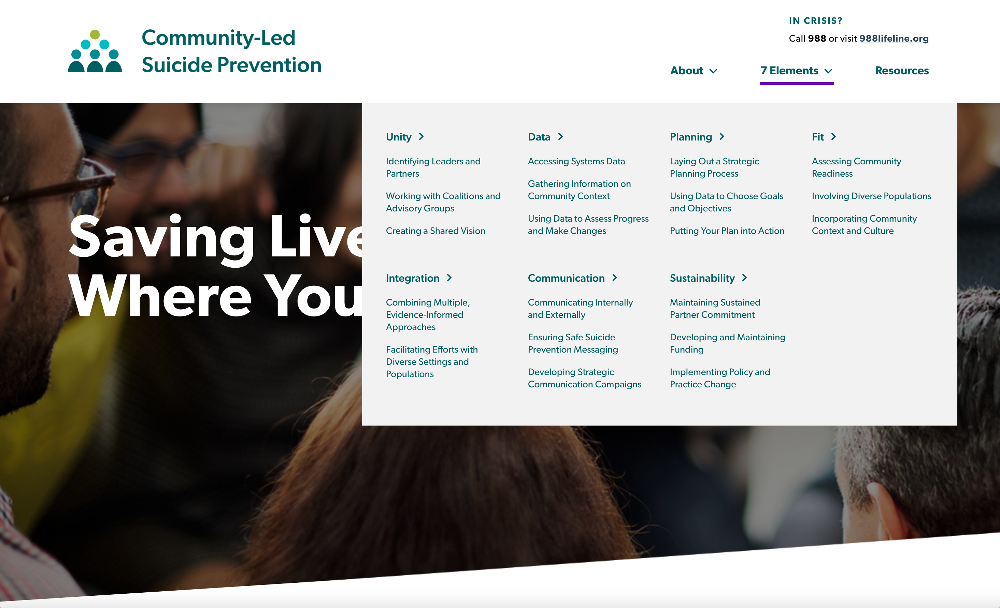 Community-Led
Suicide Prevention
IN CRISIS?
Call 988 or visit 988lifeline.org
About
7 Elements
Resources
Saving Live
Where You
Unity
Identifying Leaders and
Partners
Working with Coalitions and
Advisory Groups
Creating a Shared Vision
Data
Accessing Systems Data
Gathering Information on
Community Context
Using Data to Assess Progress
and Make Changes
Planning
Laying Out a Strategic
Planning Process
Using Data to Choose Goals
and Objectives
Putting Your Plan into Action
Fit
Assessing Community
Readiness
Involving Diverse Populations
Incorporating Community
Context and Culture
Integration
Combining Multiple,
Evidence-Informed
Approaches
Facilitating Efforts with
Diverse Settings and
Populations
Communication
Communicating Internally
and Externally
Ensuring Safe Suicide
Prevention Messaging
Developing Strategic
Communication Campaigns
Sustainability
Maintaining Sustained
Partner Commitment
Developing and Maintaining
Funding
Implementing Policy and
Practice Change